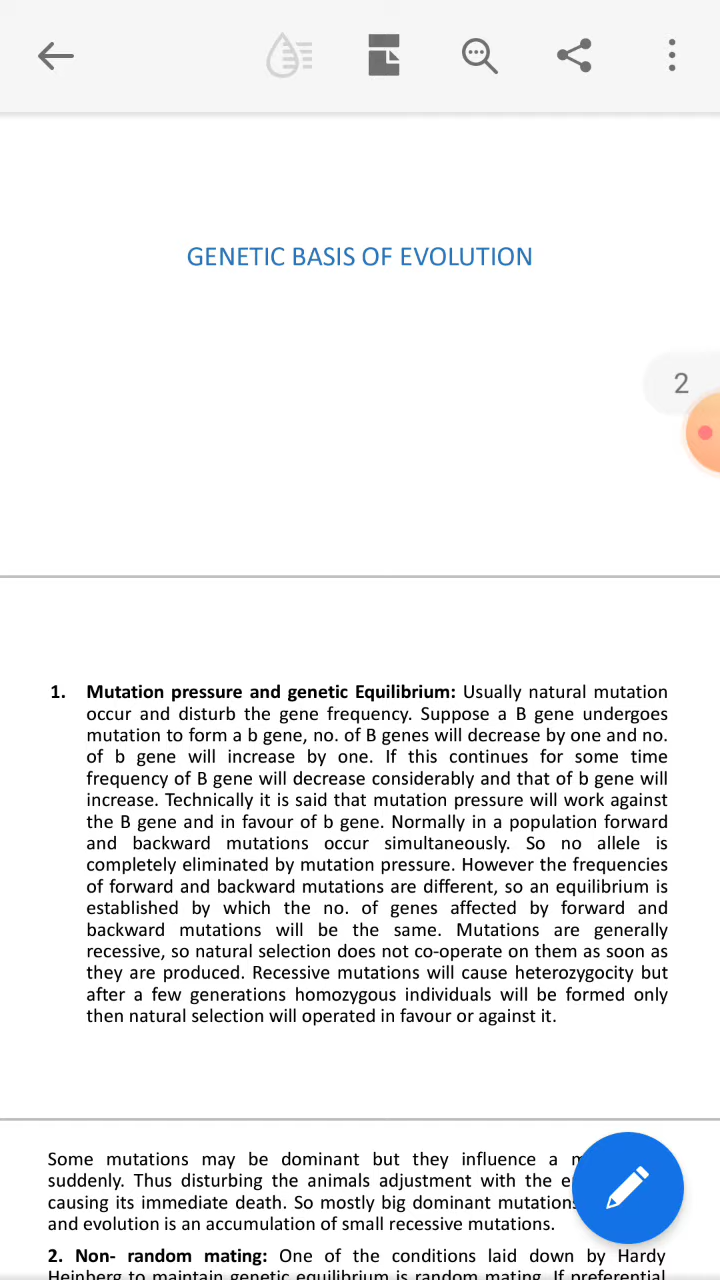 GENETIC BASIS OF EVOLUTION
2
1. Mutation pressure and genetic Equilibrium: Usually natural mutation
occur and disturb the gene frequency. Suppose a B gene undergoes
mutation to form a b gene, no. of B genes will decrease by one and no.
of b gene will increase by one. If this continues for some time
frequency of B gene will decrease considerably and that of b gene will
increase. Technically it is said that mutation pressure will work against
the B gene and in favour of b gene. Normally in a population forward
and backward mutations occur simultaneously. So no allele is
completely eliminated by mutation pressure. However the frequencies
of forward and backward mutations are different, so an equilibrium is
established by which the no. of genes affected by forward and
backward mutations will be the same. Mutations are generally
recessive, so natural selection does not co-operate on them as soon as
they are produced. Recessive mutations will cause heterozygocity but
after a few generations homozygous individuals will be formed only
then natural selection will operated in favour or against it.
Some mutations may be dominant but they influence a
suddenly. Thus disturbing the animals adjustment with the
causing its immediate death. So mostly big dominant mutations
and evolution is an accumulation of small recessive mutations.
2. Non- random mating: One of the conditions laid down by Hardy
Heinberg to maintain genetic equilibrium is random mating. If preferential